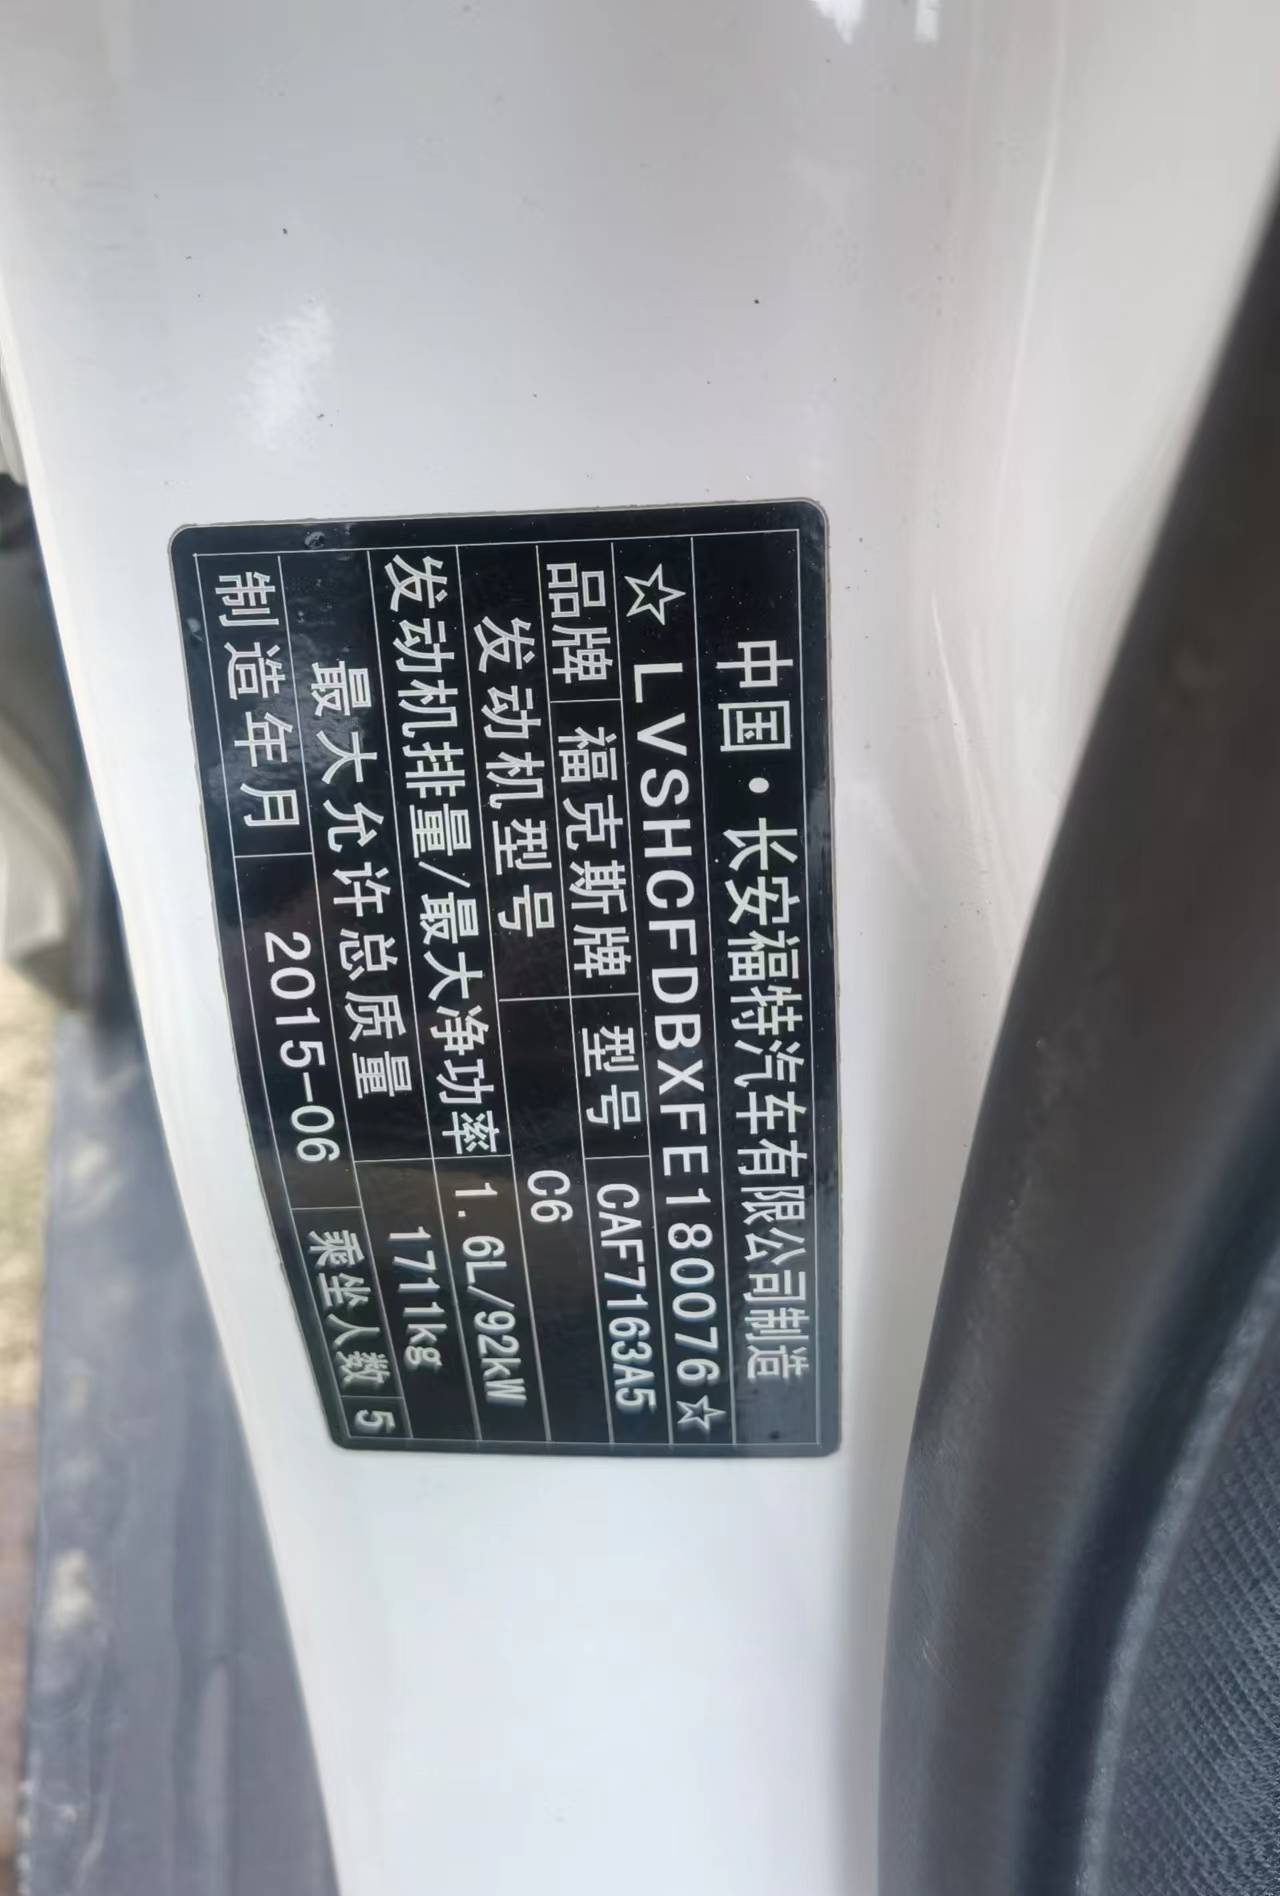 中国·长安福特汽车有限公司制造
☆LVSHCFDBXFE180076☆
品牌 福克斯牌 型号 CAF7163A5
发动机型号 C6
发动机排量/最大净功率 1.6L/92kW
最大允许总质量 1711kg
制造年月 2015-06 乘坐人数 5